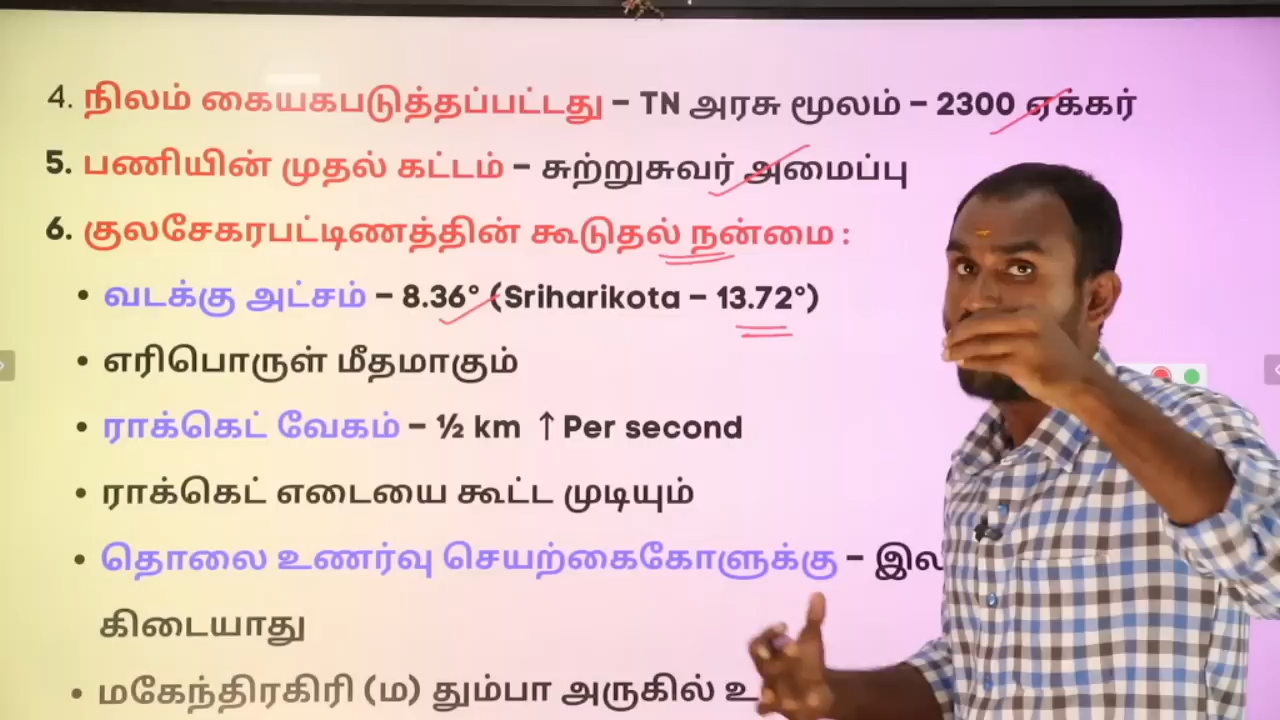 4. நிலம் கையகபடுத்தப்பட்டது – TN அரசு மூலம் – 2300 ஏக்கர்
5. பணியின் முதல் கட்டம் – சுற்றுசுவர் அமைப்பு
6. குலசேகரபட்டிணத்தின் கூடுதல் நன்மை :
• வடக்கு அட்சம் – 8.36° (Sriharikota – 13.72°)
• எரிபொருள் மீதமாகும்
• ராக்கெட் வேகம் – ½ km ↑ Per second
• ராக்கெட் எடையை கூட்ட முடியும்
• தொலை உணர்வு செயற்கைகோளுக்கு –
கிடையாது
• மகேந்திரகிரி (ம) தும்பா அருகில்